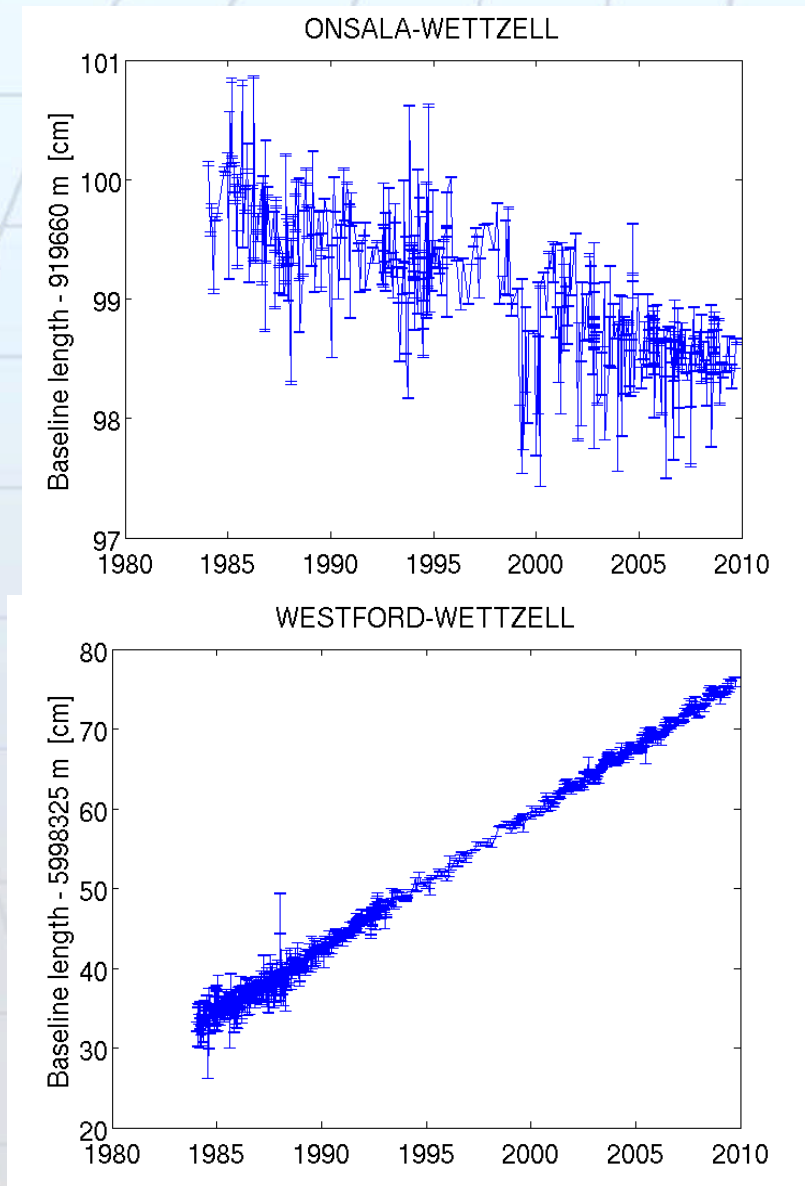 ONSALA-WETTZELL
Baseline length - 919660 m [cm]
101
100
99
98
97
1980 1985 1990 1995 2000 2005 2010
WESTFORD-WETTZELL
Baseline length - 5998325 m [cm]
80
70
60
50
40
30
20
1980 1985 1990 1995 2000 2005 2010